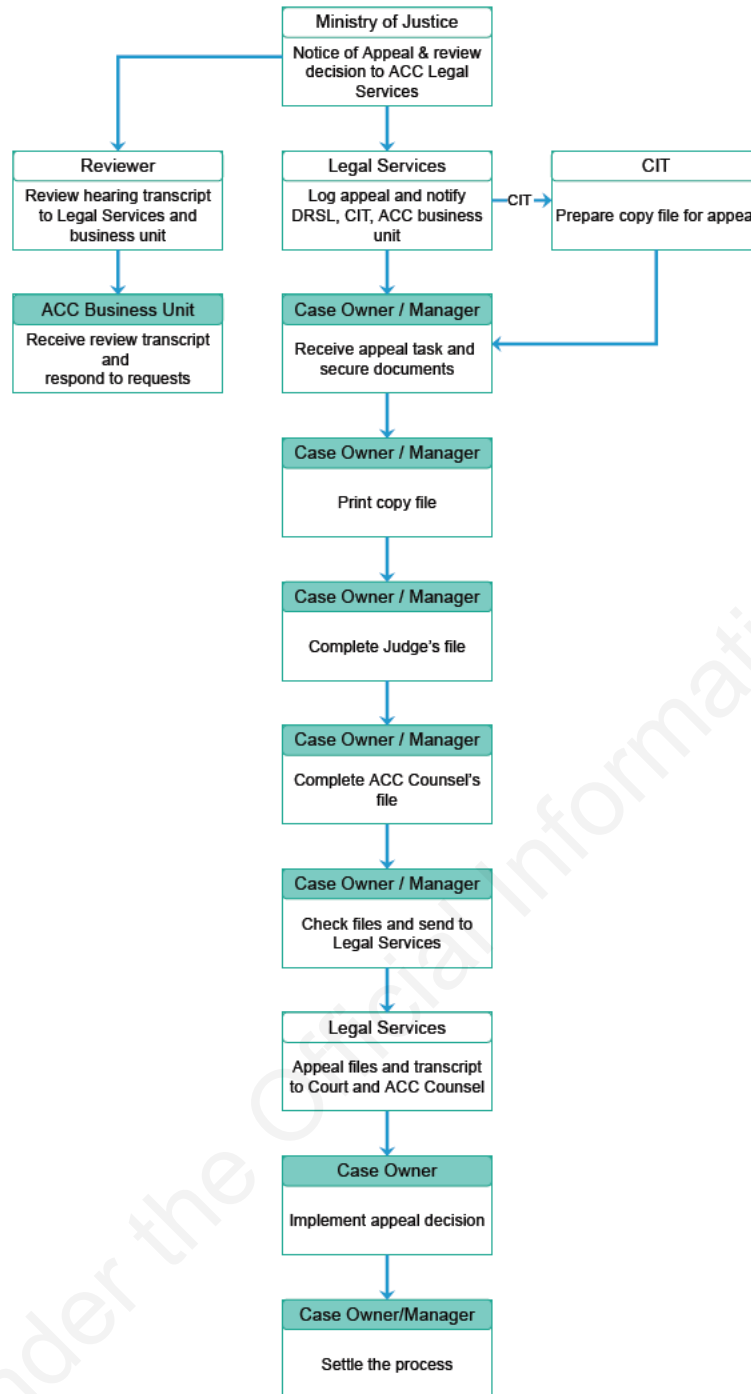 Ministry of Justice
Notice of Appeal & review
decision to ACC Legal
Services
Reviewer
Review hearing transcript
to Legal Services and
business unit
Legal Services
Log appeal and notify
DRSL, CIT, ACC business
unit
CIT
CIT
Prepare copy file for appea
ACC Business Unit
Receive review transcript
and
respond to requests
Case Owner / Manager
Receive appeal task and
secure documents
Case Owner / Manager
Print copy file
Case Owner / Manager
Complete Judge's file
Case Owner / Manager
Complete ACC Counsel's
file
Case Owner / Manager
Check files and send to
Legal Services
Legal Services
Appeal files and transcript
to Court and ACC Counsel
Case Owner
Implement appeal decision
Case Owner/Manager
Settle the process
nder the Official Informati